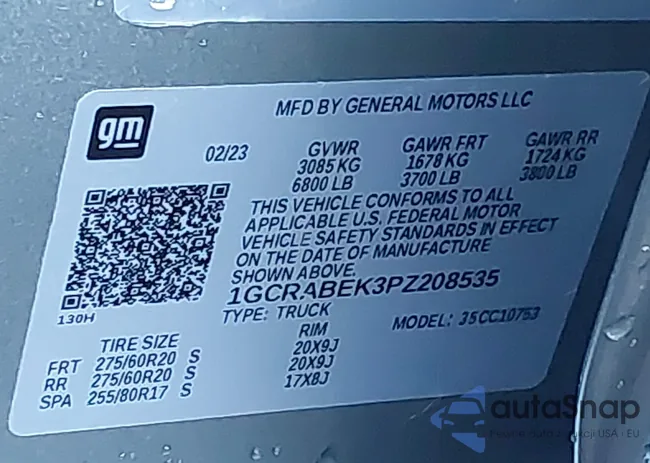 gm
MFD BY GENERAL MOTORS LLC
02/23 GVWR GAWR FRT GAWR RR
3085 KG 1678 KG 1724 KG
6800 LB 3700 LB 3800 LB
THIS VEHICLE CONFORMS TO ALL
APPLICABLE U.S. FEDERAL MOTOR
VEHICLE SAFETY STANDARDS IN EFFECT
ON THE DATE OF MANUFACTURE
SHOWN ABOVE.
1GCRABEK3PZ208535
130H
TYPE: TRUCK MODEL: 35CC10753
TIRE SIZE RIM
FRT 275/60R20 S 20X9J
RR 275/60R20 S 20X9J
SPA 255/80R17 S 17X8J
autaSnap
USA - EU